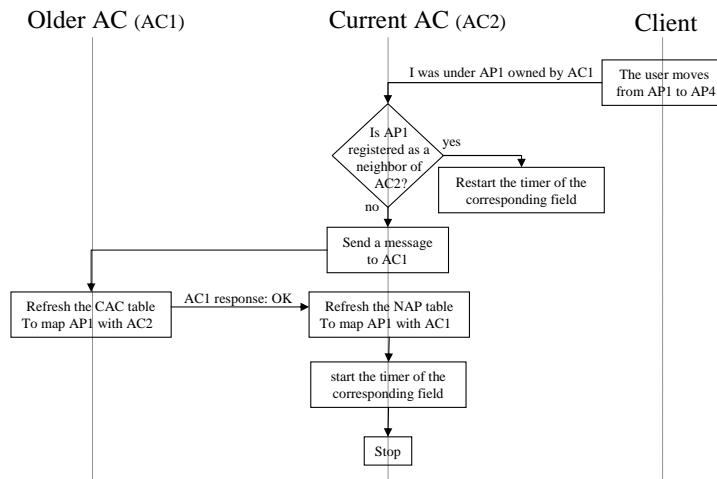 Older AC (AC1)
Current AC (AC2)
Client
I was under AP1 owned by AC1
The user moves
from AP1 to AP4
Is AP1
registered as a
neighbor of
AC2?
yes
Restart the timer of the
corresponding field
no
Send a message
to AC1
Refresh the CAC table
To map AP1 with AC2
AC1 response: OK
Refresh the NAP table
To map AP1 with AC1
start the timer of the
corresponding field
Stop